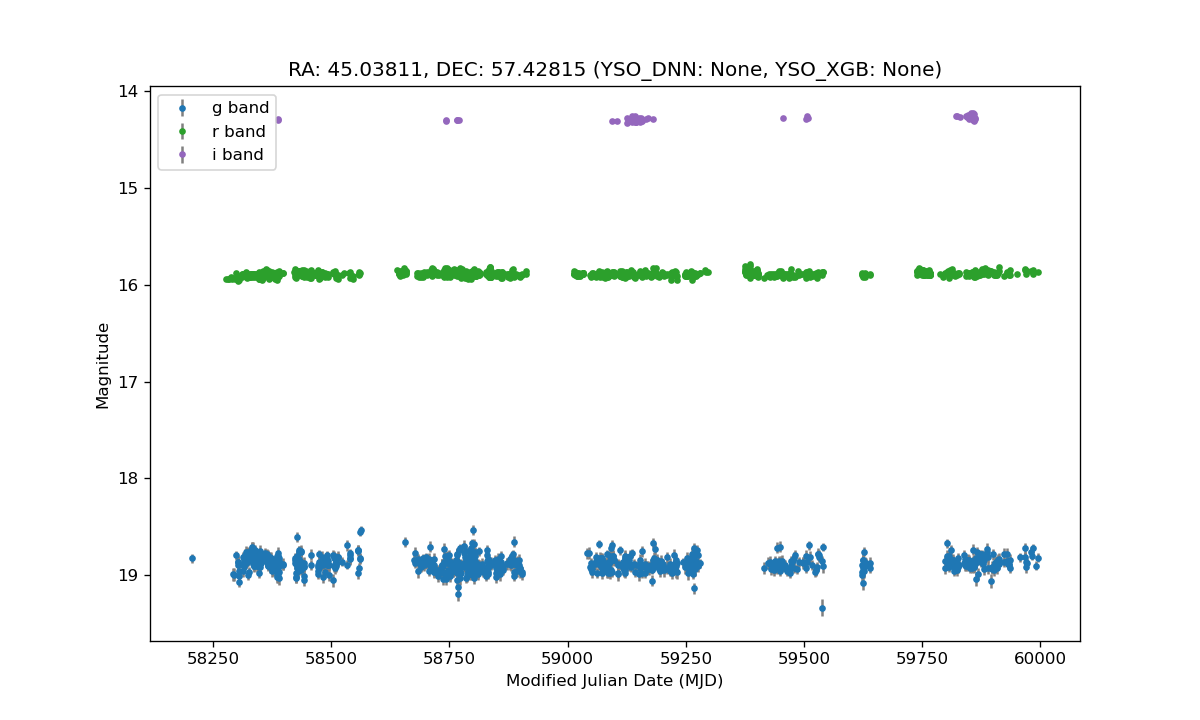 RA: 45.03811, DEC: 57.42815 (YSO_DNN: None, YSO_XGB: None)
g band
r band
i band
14
15
16
17
18
19
Magnitude
58250 58500 58750 59000 59250 59500 59750 60000
Modified Julian Date (MJD)